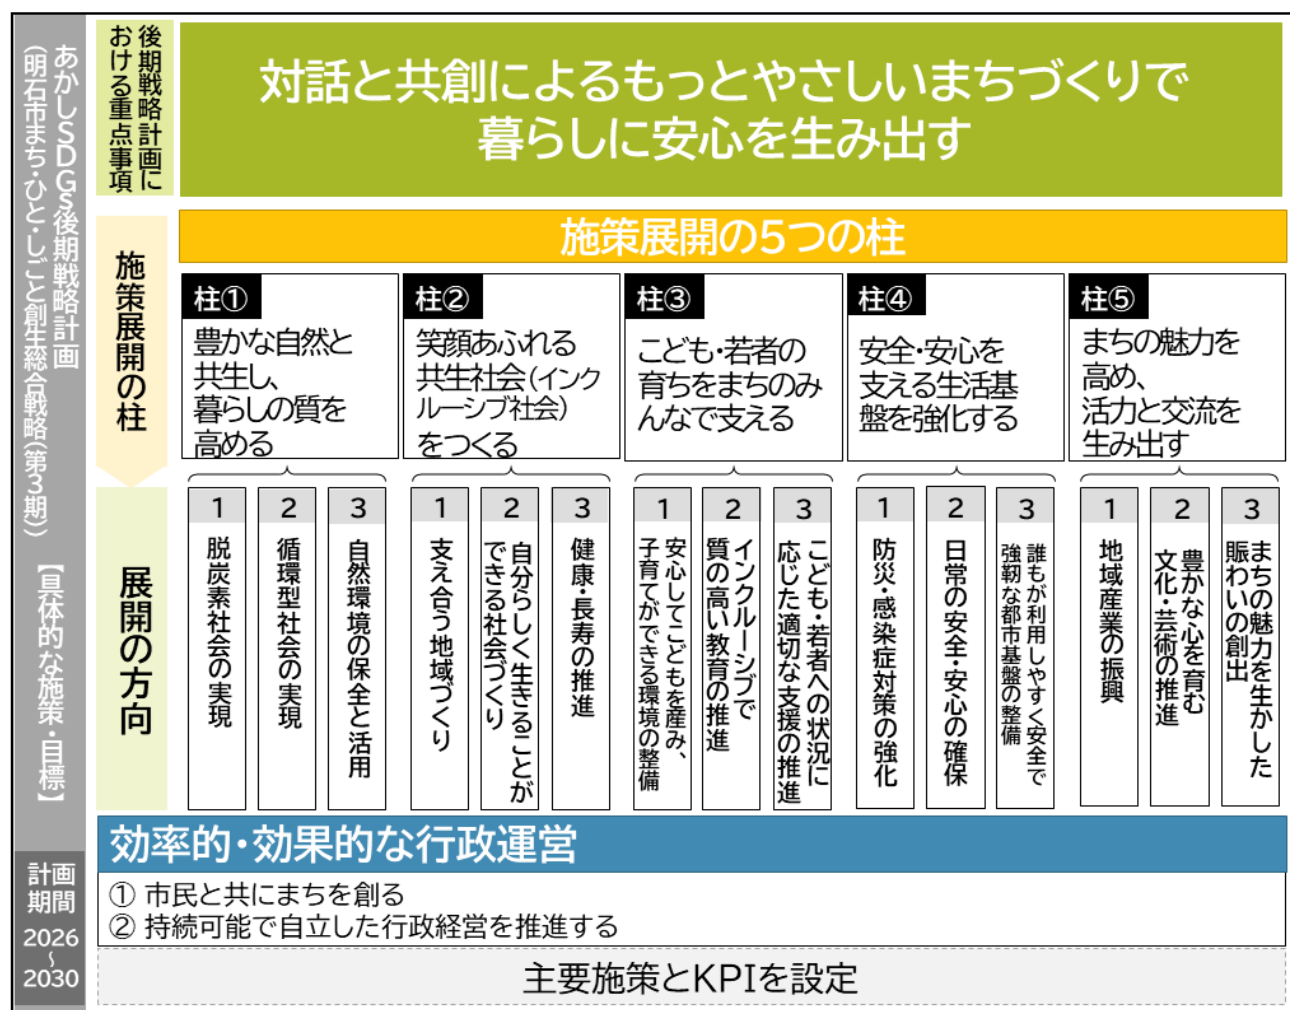 あかしSDGs後期戦略計画
（明石市まち・ひと・しごと創生総合戦略（第3期））
【具体的な施策・目標】
計画
期間
2026
～
2030
後期戦略計画に
おける重点事項
対話と共創によるもっとやさしいまちづくりで
暮らしに安心を生み出す
施策展開の柱
施策展開の5つの柱
柱①
豊かな自然と
共生し、
暮らしの質を
高める
柱②
笑顔あふれる
共生社会（インク
ルーシブ社会）
をつくる
柱③
こども・若者の
育ちをまちのみ
んなで支える
柱④
安全・安心を
支える生活基
盤を強化する
柱⑤
まちの魅力を
高め、
活力と交流を
生み出す
展開の方向
1
脱炭素社会の実現
2
循環型社会の実現
3
自然環境の保全と活用
1
支え合う地域づくり
2
自分らしく生きることが
できる社会づくり
3
健康・長寿の推進
1
安心してこどもを産み、
子育てができる環境の整備
2
インクルーシブで
質の高い教育の推進
3
こども・若者への状況に
応じた適切な支援の推進
1
防災・感染症対策の強化
2
日常の安全・安心の確保
3
誰もが利用しやすく安全で
強靭な都市基盤の整備
1
地域産業の振興
2
豊かな心を育む
文化・芸術の推進
3
まちの魅力を生かした
賑わいの創出
効率的・効果的な行政運営
① 市民と共にまちを創る
② 持続可能で自立した行政経営を推進する
主要施策とKPIを設定